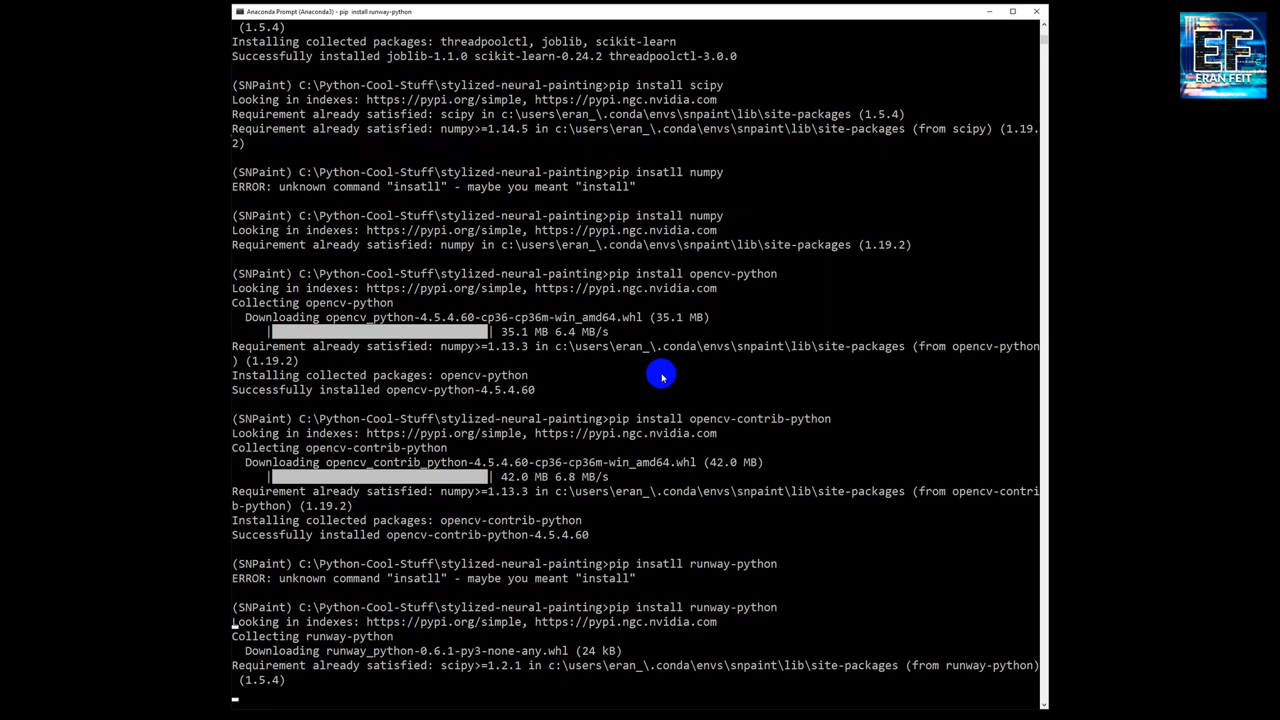 Anaconda Prompt (Anaconda3) - pip install runway-python
(1.5.4)
Installing collected packages: threadpoolctl, joblib, scikit-learn
Successfully installed joblib-1.1.0 scikit-learn-0.24.2 threadpoolctl-3.0.0
(SNPaint) C:\Python-Cool-Stuff\stylized-neural-painting>pip install scipy
Looking in indexes: https://pypi.org/simple, https://pypi.ngc.nvidia.com
Requirement already satisfied: scipy in c:\users\eran_\.conda\envs\snpaint\lib\site-packages (1.5.4)
Requirement already satisfied: numpy>=1.14.5 in c:\users\eran_\.conda\envs\snpaint\lib\site-packages (from scipy) (1.19.
2)
(SNPaint) C:\Python-Cool-Stuff\stylized-neural-painting>pip insatll numpy
ERROR: unknown command "insatll" - maybe you meant "install"
(SNPaint) C:\Python-Cool-Stuff\stylized-neural-painting>pip install numpy
Looking in indexes: https://pypi.org/simple, https://pypi.ngc.nvidia.com
Requirement already satisfied: numpy in c:\users\eran_\.conda\envs\snpaint\lib\site-packages (1.19.2)
(SNPaint) C:\Python-Cool-Stuff\stylized-neural-painting>pip install opencv-python
Looking in indexes: https://pypi.org/simple, https://pypi.ngc.nvidia.com
Collecting opencv-python
Downloading opencv_python-4.5.4.60-cp36-cp36m-win_amd64.whl (35.1 MB)
| | 35.1 MB 6.4 MB/s
Requirement already satisfied: numpy>=1.13.3 in c:\users\eran_\.conda\envs\snpaint\lib\site-packages (from opencv-python
) (1.19.2)
Installing collected packages: opencv-python
Successfully installed opencv-python-4.5.4.60
(SNPaint) C:\Python-Cool-Stuff\stylized-neural-painting>pip install opencv-contrib-python
Looking in indexes: https://pypi.org/simple, https://pypi.ngc.nvidia.com
Collecting opencv-contrib-python
Downloading opencv_contrib_python-4.5.4.60-cp36-cp36m-win_amd64.whl (42.0 MB)
| | 42.0 MB 6.8 MB/s
Requirement already satisfied: numpy>=1.13.3 in c:\users\eran_\.conda\envs\snpaint\lib\site-packages (from opencv-contri
b-python) (1.19.2)
Installing collected packages: opencv-contrib-python
Successfully installed opencv-contrib-python-4.5.4.60
(SNPaint) C:\Python-Cool-Stuff\stylized-neural-painting>pip insatll runway-python
ERROR: unknown command "insatll" - maybe you meant "install"
(SNPaint) C:\Python-Cool-Stuff\stylized-neural-painting>pip install runway-python
Looking in indexes: https://pypi.org/simple, https://pypi.ngc.nvidia.com
Collecting runway-python
Downloading runway_python-0.6.1-py3-none-any.whl (24 kB)
Requirement already satisfied: scipy>=1.2.1 in c:\users\eran_\.conda\envs\snpaint\lib\site-packages (from runway-python)
(1.5.4)
EF
ERAN FEIT